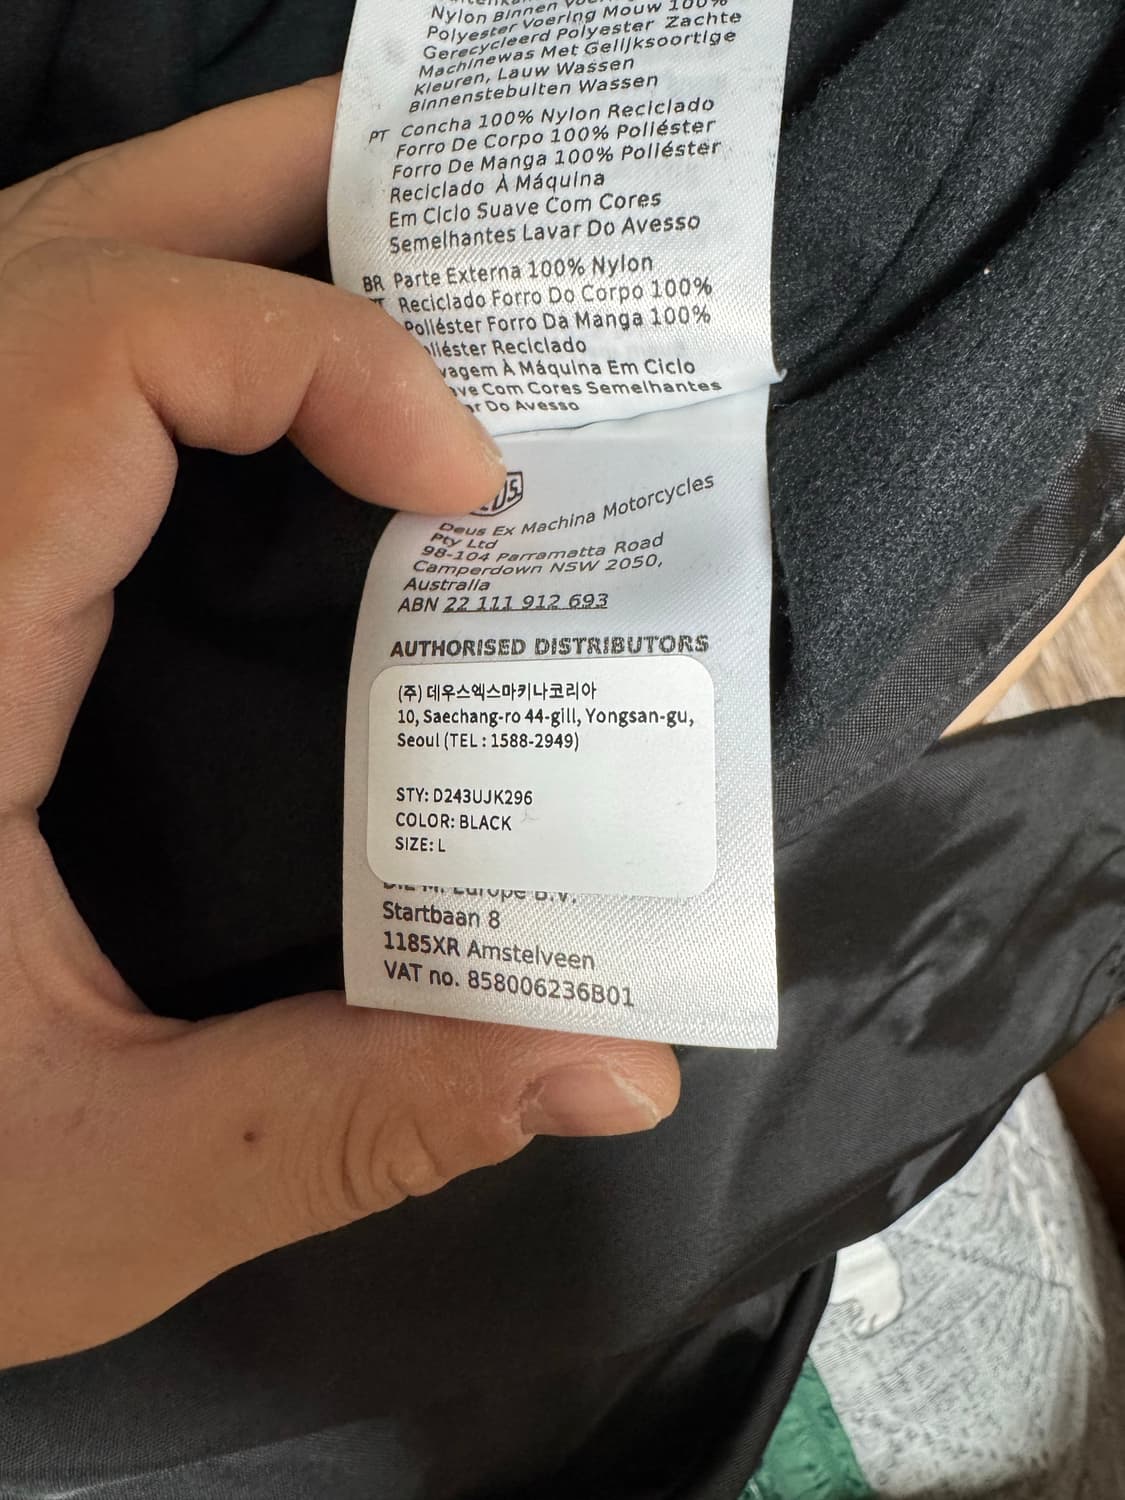 Nylon Binnen
Polyester Voering Mouw 100%
Gerecycleerd Polyester Zachte
Machinewas Met Gelijksoortige
Kleuren, Lauw Wassen
Binnenstebuiten Wassen
PT Concha 100% Nylon Reciclado
Forro De Corpo 100% Poliéster
Forro De Manga 100% Poliéster
Reciclado À Máquina
Em Ciclo Suave Com Cores
Semelhantes Lavar Do Avesso
BR Parte Externa 100% Nylon
Reciclado Forro Do Corpo 100%
Poliéster Forro Da Manga 100%
Reciclado
À Máquina Em Ciclo
Com Cores Semelhantes
Do Avesso
Deus Ex Machina Motorcycles
Pty Ltd
98-104 Parramatta Road
Camperdown NSW 2050,
Australia
ABN 22 111 912 693
AUTHORISED DISTRIBUTORS
(주)데우스엑스마키나코리아
10, Saechang-ro 44-gill, Yongsan-gu,
Seoul (TEL : 1588-2949)
STY: D243UJK296
COLOR: BLACK
SIZE: L
Europe B.V.
Startbaan 8
1185XR Amstelveen
VAT no. 858006236B01